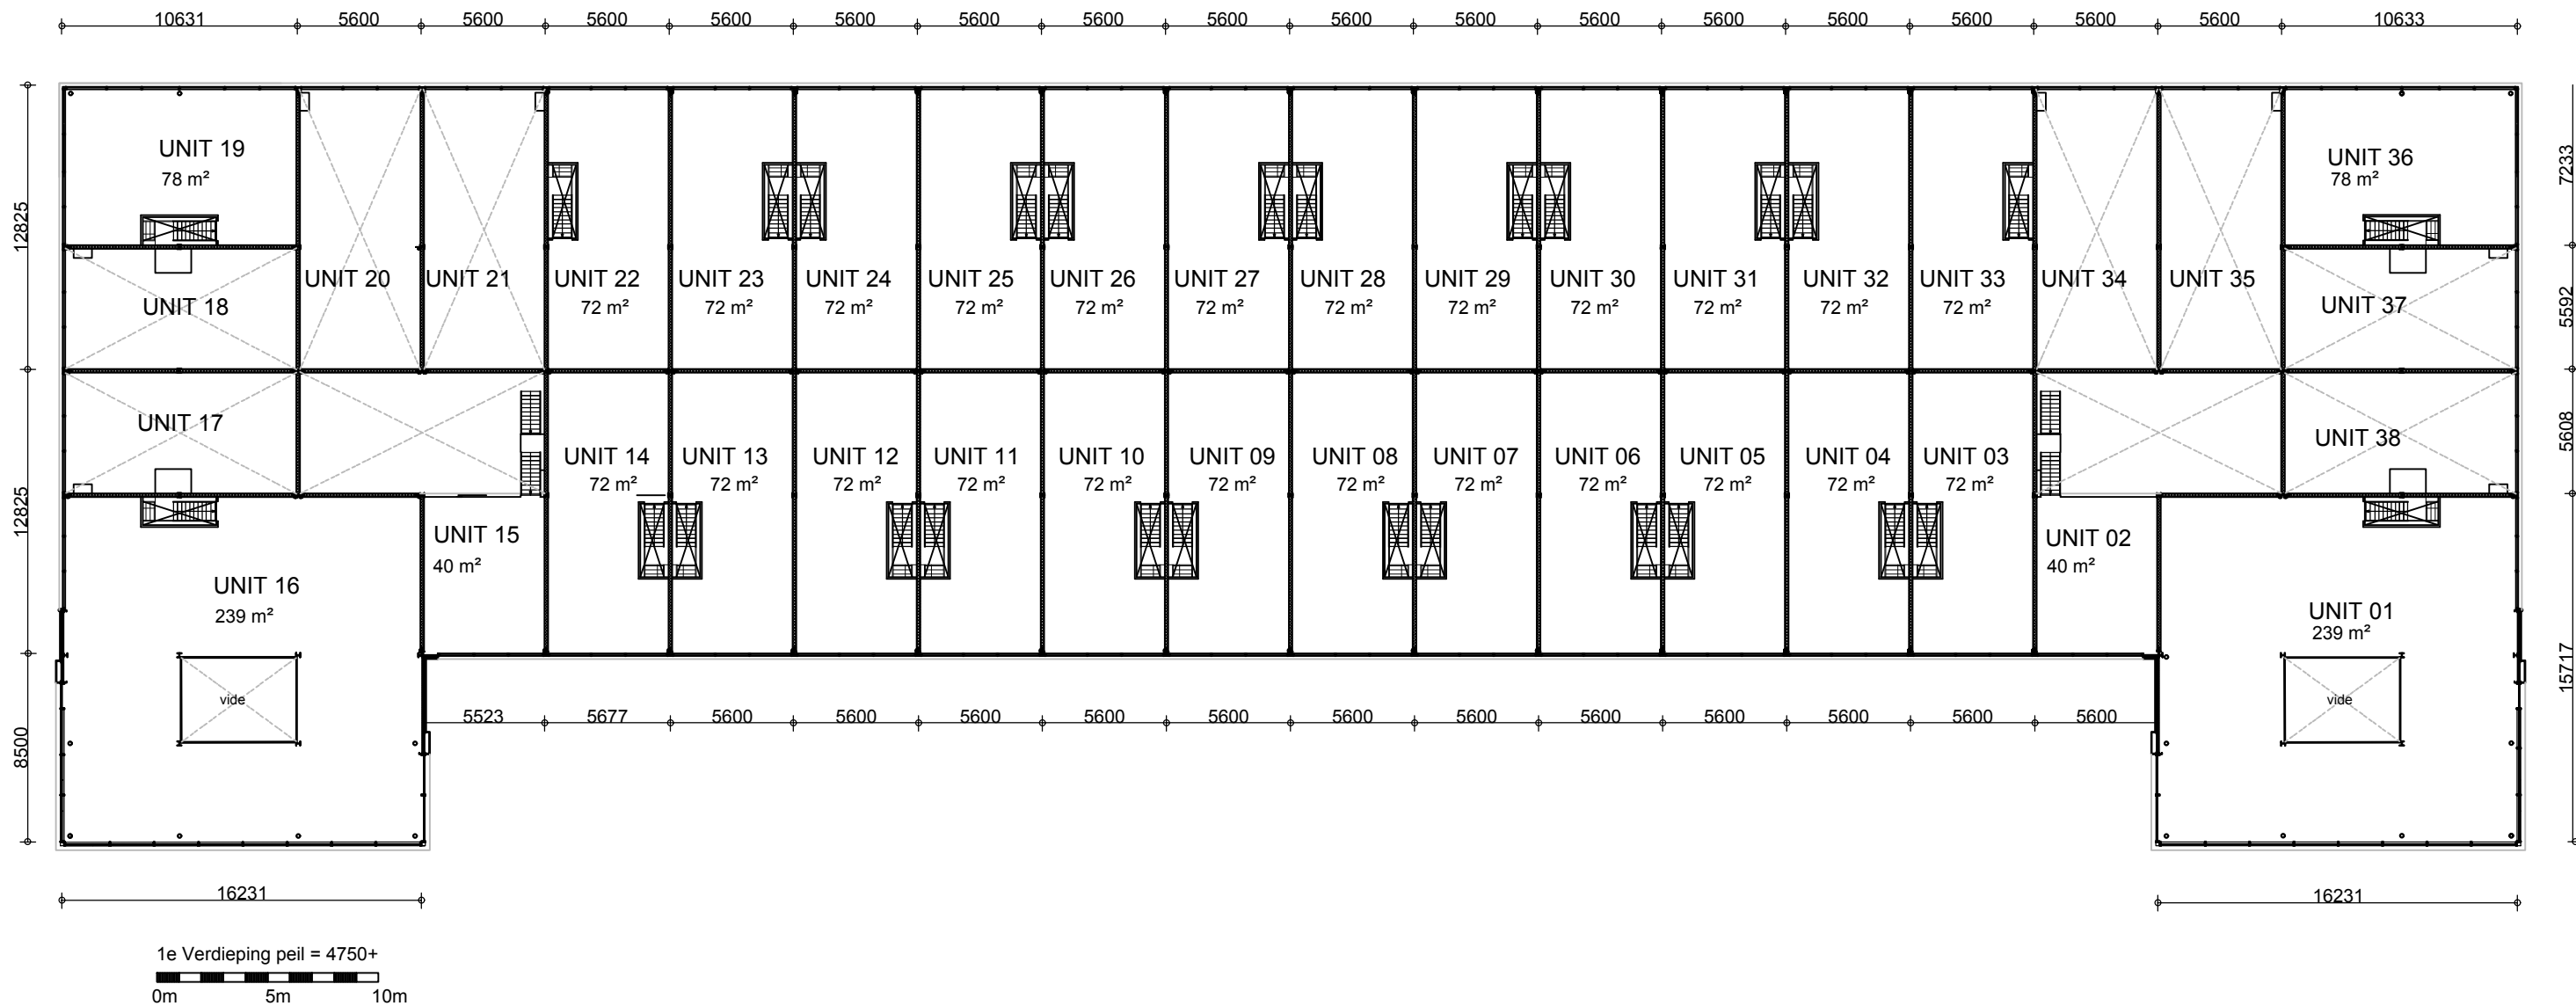 10631 5600 5600 5600 5600 5600 5600 5600 5600 5600 5600 5600 5600 5600 5600 5600 5600 10633
UNIT 19
78 m²
UNIT 36
78 m²
7233
12825
UNIT 20 UNIT 21 UNIT 22 UNIT 23 UNIT 24 UNIT 25 UNIT 26 UNIT 27 UNIT 28 UNIT 29 UNIT 30 UNIT 31 UNIT 32 UNIT 33 UNIT 34 UNIT 35
72 m² 72 m² 72 m² 72 m² 72 m² 72 m² 72 m² 72 m² 72 m² 72 m² 72 m² 72 m²
UNIT 18
UNIT 37
5592
UNIT 17
UNIT 38
5608
UNIT 14 UNIT 13 UNIT 12 UNIT 11 UNIT 10 UNIT 09 UNIT 08 UNIT 07 UNIT 06 UNIT 05 UNIT 04 UNIT 03
72 m² 72 m² 72 m² 72 m² 72 m² 72 m² 72 m² 72 m² 72 m² 72 m² 72 m² 72 m²
12825
UNIT 15
40 m²
UNIT 02
40 m²
UNIT 16
239 m²
UNIT 01
239 m²
15717
vide
vide
8500
5523 5677 5600 5600 5600 5600 5600 5600 5600 5600 5600 5600 5600 5600
16231
16231
1e Verdieping peil = 4750+
0m 5m 10m